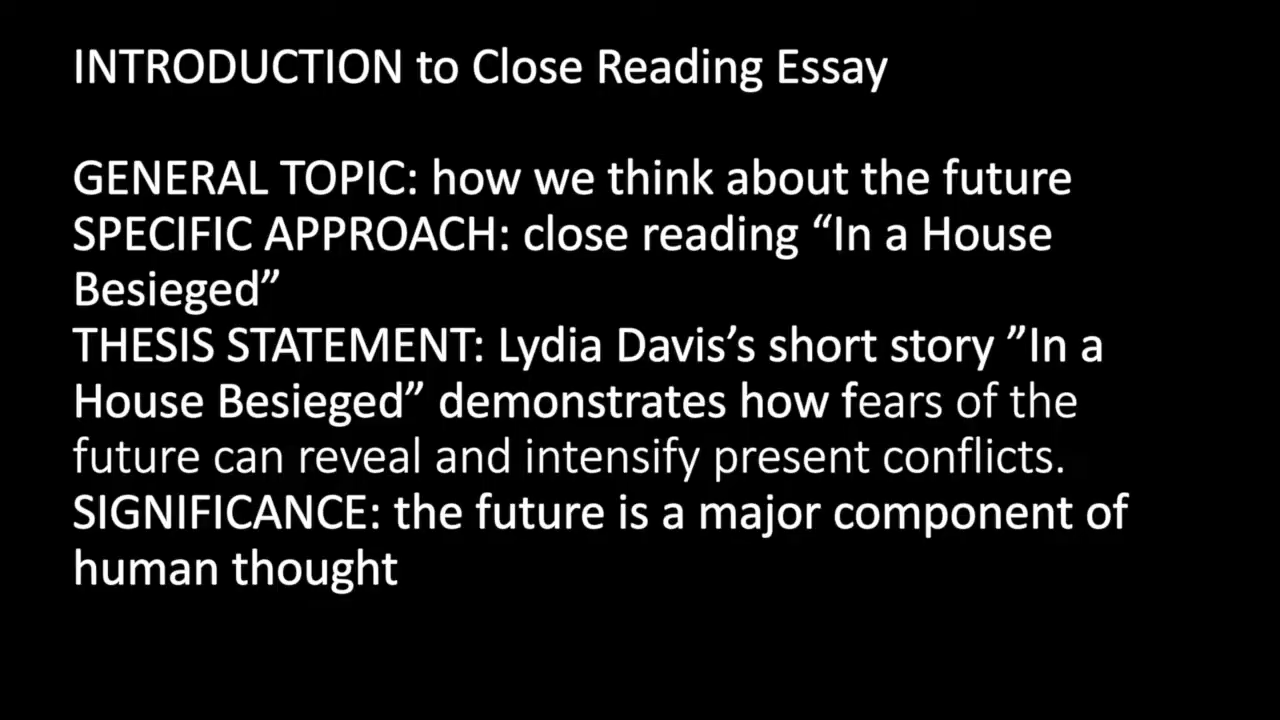 INTRODUCTION to Close Reading Essay
GENERAL TOPIC: how we think about the future
SPECIFIC APPROACH: close reading “In a House
Besieged”
THESIS STATEMENT: Lydia Davis’s short story ”In a
House Besieged” demonstrates how fears of the
future can reveal and intensify present conflicts.
SIGNIFICANCE: the future is a major component of
human thought